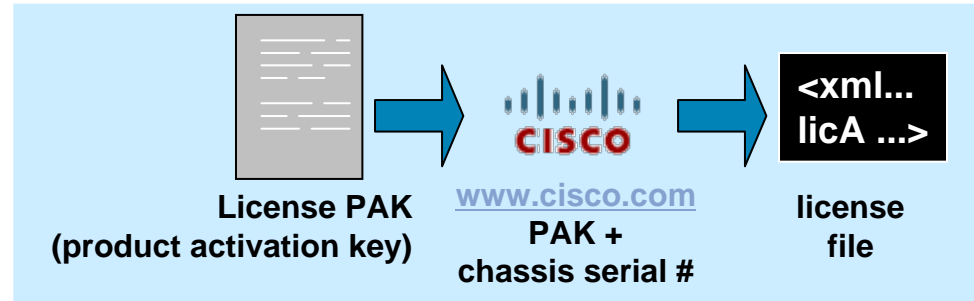 <xml...
licA ...>
CISCO
License PAK
(product activation key)
www.cisco.com
PAK +
chassis serial #
license
file